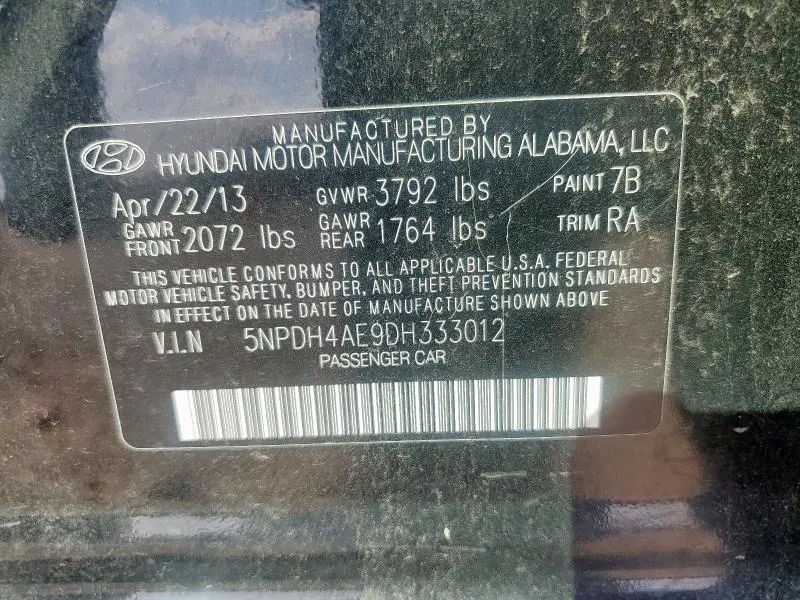 MANUFACTURED BY
HYUNDAI MOTOR MANUFACTURING ALABAMA, LLC
Apr/22/13 GVWR 3792 lbs PAINT 7B
GAWR FRONT 2072 lbs GAWR REAR 1764 lbs TRIM RA
THIS VEHICLE CONFORMS TO ALL APPLICABLE U.S.A. FEDERAL
MOTOR VEHICLE SAFETY, BUMPER, AND THEFT PREVENTION STANDARDS
IN EFFECT ON THE DATE OF MANUFACTURE SHOWN ABOVE
V.I.N 5NPDH4AE9DH333012
PASSENGER CAR